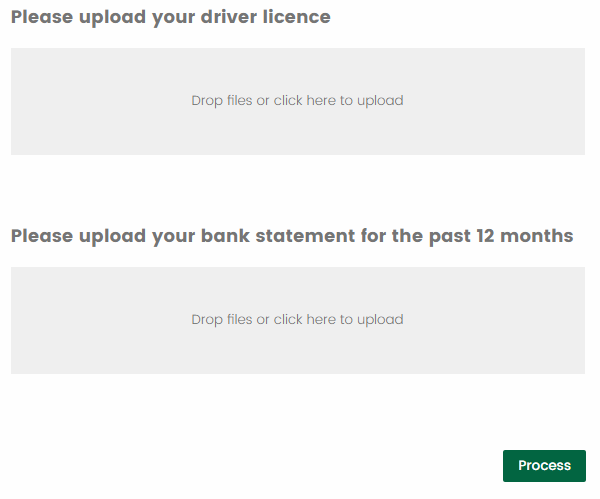 Please upload your driver licence
Drop files or click here to upload
Please upload your bank statement for the past 12 months
Drop files or click here to upload
Process